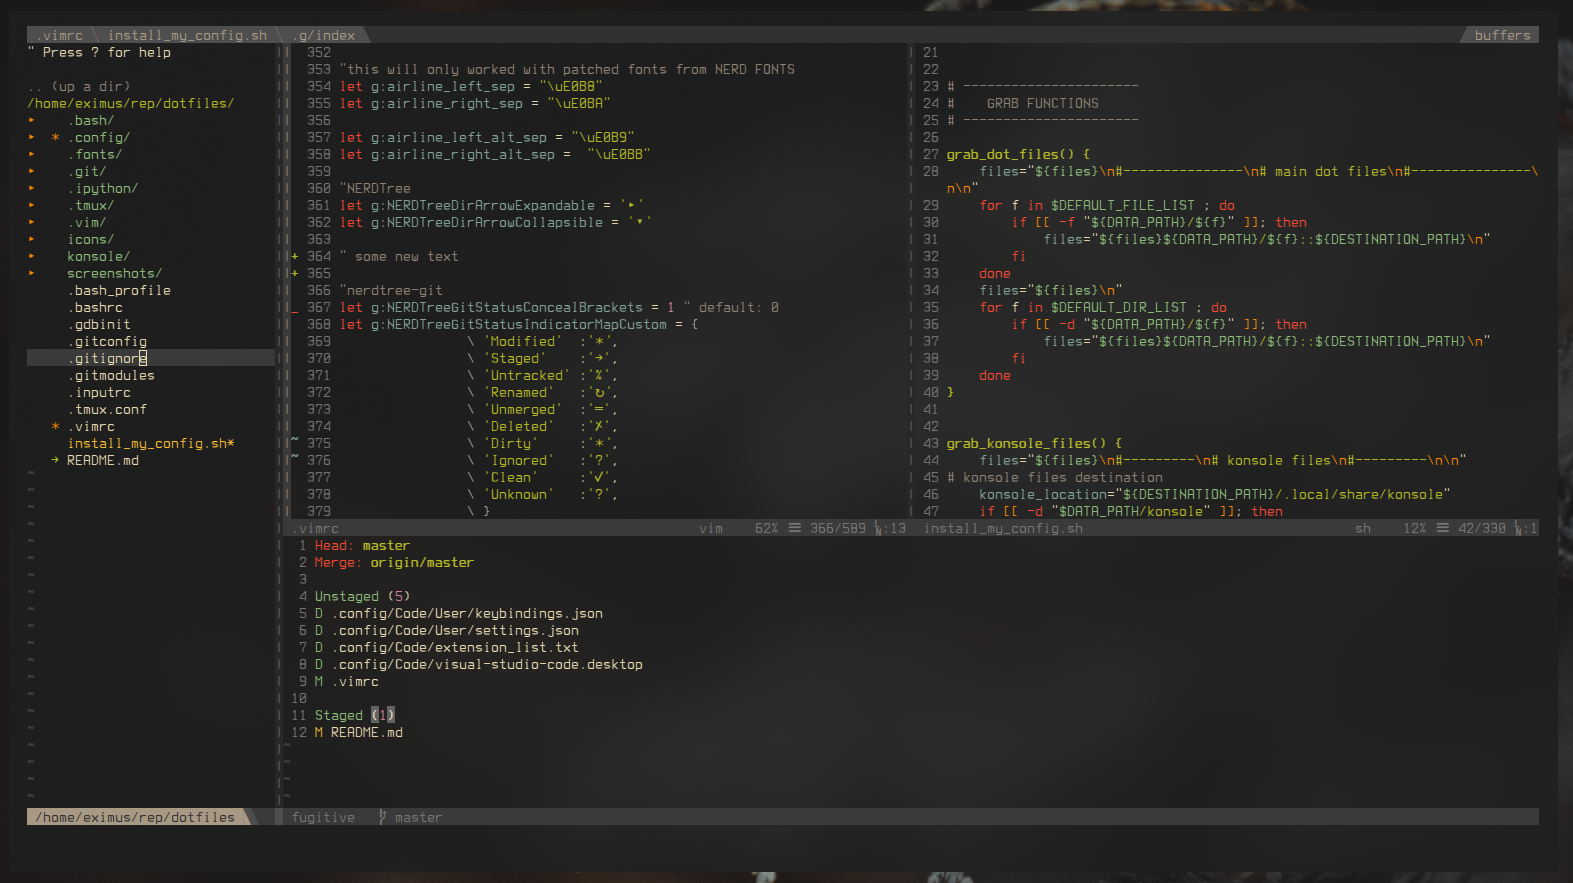 .vimrc install_my_config.sh .g/index buffers
" Press ? for help
.. (up a dir)
/home/eximus/rep/dotfiles/
▸ .bash/
▸ * .config/
▸ .fonts/
▸ .git/
▸ .ipython/
▸ .tmux/
▸ .vim/
▸ icons/
▸ konsole/
▸ screenshots/
.bash_profile
.bashrc
.gdbinit
.gitconfig
.gitignore
.gitmodules
.inputrc
.tmux.conf
* .vimrc
install_my_config.sh*
➜ README.md
/home/eximus/rep/dotfiles
352
353 "this will only worked with patched fonts from NERD FONTS
354 let g:airline_left_sep = "\uE0B8"
355 let g:airline_right_sep = "\uE0BA"
356
357 let g:airline_left_alt_sep = "\uE0B9"
358 let g:airline_right_alt_sep =  "\uE0BB"
359
360 "NERDTree
361 let g:NERDTreeDirArrowExpandable = '▸'
362 let g:NERDTreeDirArrowCollapsible = '▾'
363
+ 364 " some new text
+ 365
366 "nerdtree-git
_ 367 let g:NERDTreeGitStatusConcealBrackets = 1 " default: 0
368 let g:NERDTreeGitStatusIndicatorMapCustom = {
369 \ 'Modified'  :'*',
370 \ 'Staged'    :'➜',
371 \ 'Untracked' :'%',
372 \ 'Renamed'   :'↻',
373 \ 'Unmerged'  :'═',
374 \ 'Deleted'   :'✗',
~ 375 \ 'Dirty'     :'*',
~ 376 \ 'Ignored'   :'?',
377 \ 'Clean'     :'✓',
378 \ 'Unknown'   :'?',
379 \ }
.vimrc vim 62% ☰ 366/589 :13
21
22
23 # ----------------------
24 #    GRAB FUNCTIONS
25 # ----------------------
26
27 grab_dot_files() {
28     files="${files}\n#---------------\n# main dot files\n#---------------\
n\n"
29     for f in $DEFAULT_FILE_LIST ; do
30         if [[ -f "${DATA_PATH}/${f}" ]]; then
31             files="${files}${DATA_PATH}/${f}::${DESTINATION_PATH}\n"
32         fi
33     done
34     files="${files}\n"
35     for f in $DEFAULT_DIR_LIST ; do
36         if [[ -d "${DATA_PATH}/${f}" ]]; then
37             files="${files}${DATA_PATH}/${f}::${DESTINATION_PATH}\n"
38         fi
39     done
40 }
41
42
43 grab_konsole_files() {
44     files="${files}\n#---------\n# konsole files\n#---------\n\n"
45 # konsole files destination
46     konsole_location="${DESTINATION_PATH}/.local/share/konsole"
47     if [[ -d "$DATA_PATH/konsole" ]]; then
install_my_config.sh sh 12% ☰ 42/330 :1
1 Head: master
2 Merge: origin/master
3
4 Unstaged (5)
5 D .config/Code/User/keybindings.json
6 D .config/Code/User/settings.json
7 D .config/Code/extension_list.txt
8 D .config/Code/visual-studio-code.desktop
9 M .vimrc
10
11 Staged (1)
12 M README.md
fugitive master